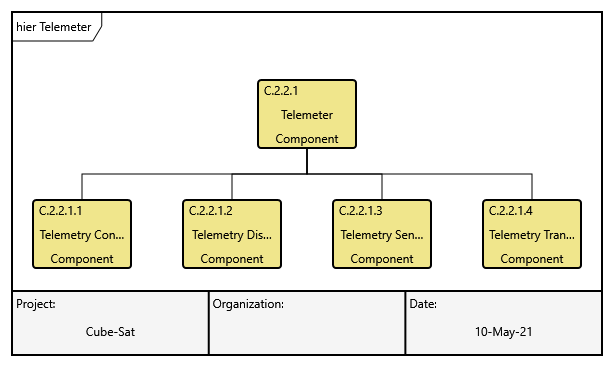 hier Telemeter
C.2.2.1
Telemeter
Component
C.2.2.1.1
Telemetry Con...
Component
C.2.2.1.2
Telemetry Dis...
Component
C.2.2.1.3
Telemetry Sen...
Component
C.2.2.1.4
Telemetry Tran...
Component
Project:
Cube-Sat
Organization:
Date:
10-May-21